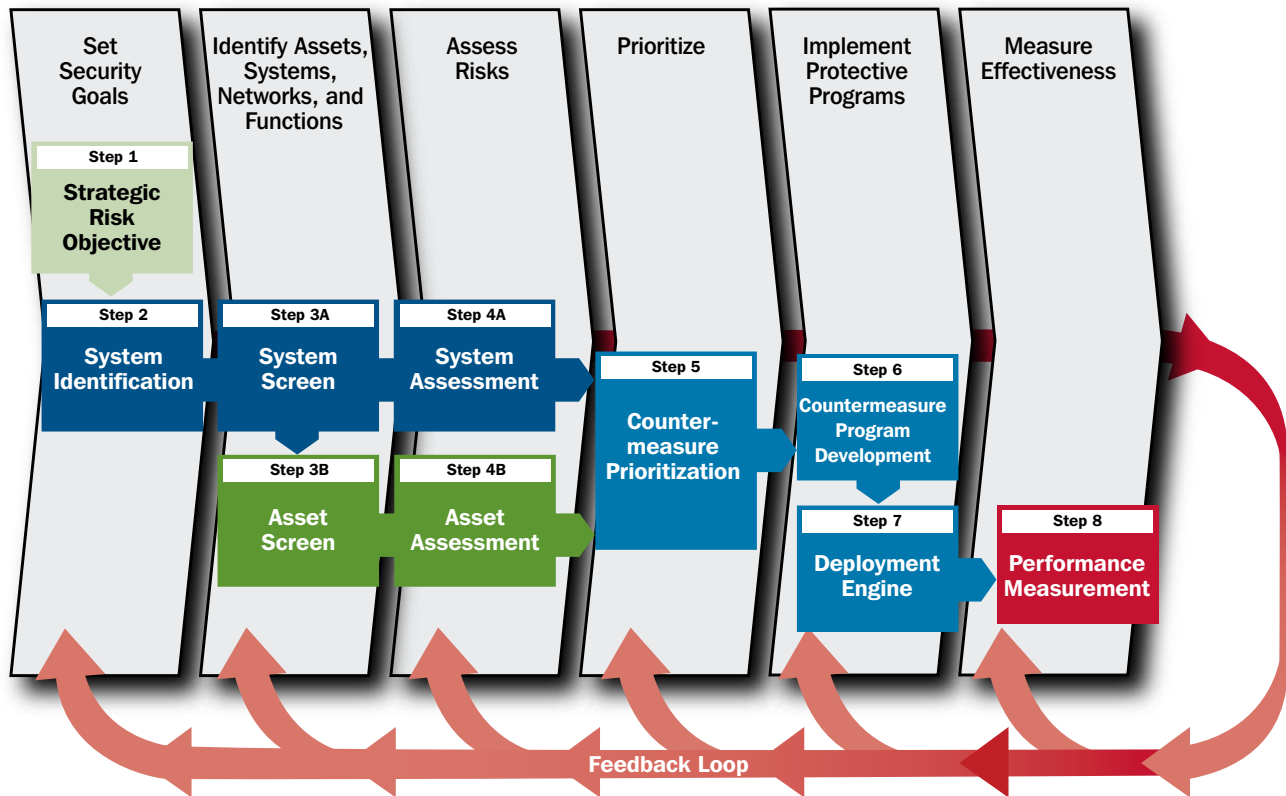 Set
Security
Goals
Identify Assets,
Systems,
Networks, and
Functions
Assess
Risks
Prioritize
Implement
Protective
Programs
Measure
Effectiveness
Step 1
Strategic
Risk
Objective
Step 2
System
Identification
Step 3A
System
Screen
Step 4A
System
Assessment
Step 3B
Asset
Screen
Step 4B
Asset
Assessment
Step 5
Counter-
measure
Prioritization
Step 6
Countermeasure
Program
Development
Step 7
Deployment
Engine
Step 8
Performance
Measurement
Feedback Loop